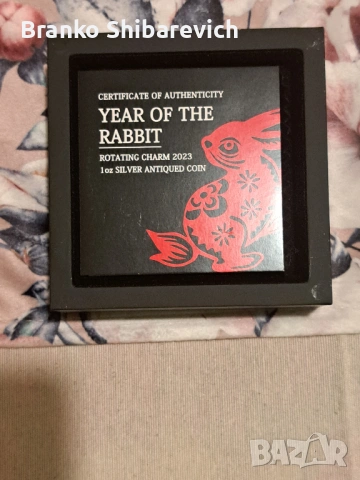 Branko Shibarevich
CERTIFICATE OF AUTHENTICITY
YEAR OF THE
RABBIT
ROTATING CHARM 2023
1oz SILVER ANTIQUED COIN
BAZAR